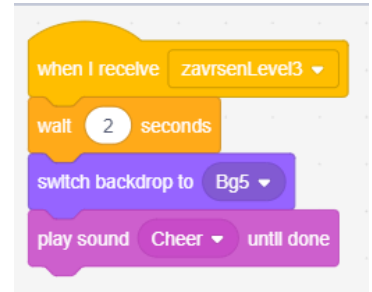 when I receive zavrsenLevel3
wait 2 seconds
switch backdrop to Bg5
play sound Cheer until done